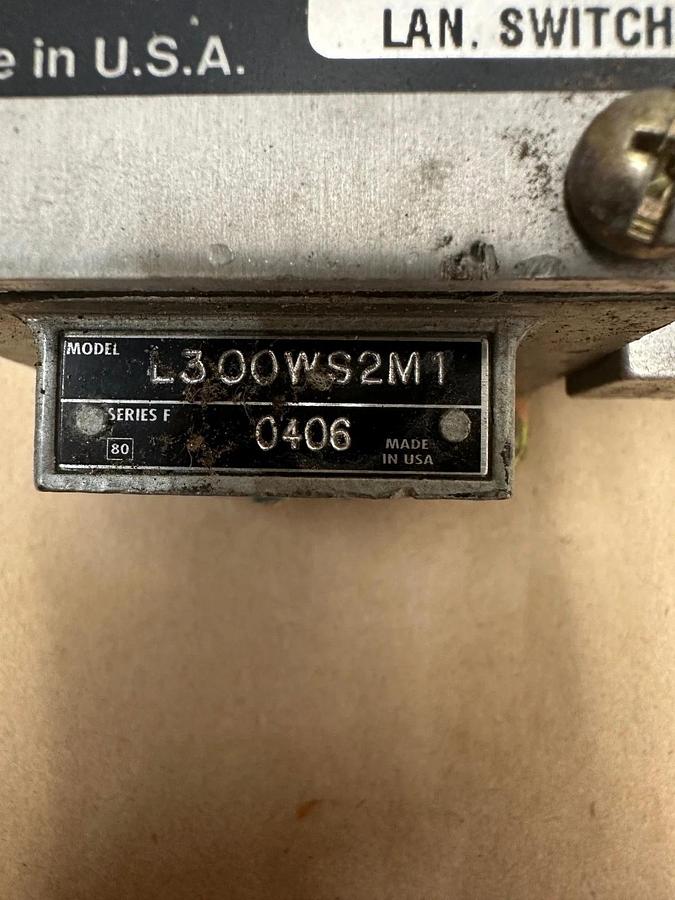 LAN. SWITCH
e in U.S.A.
MODEL L300WS2M1
SERIES F 0406
80 MADE
IN USA